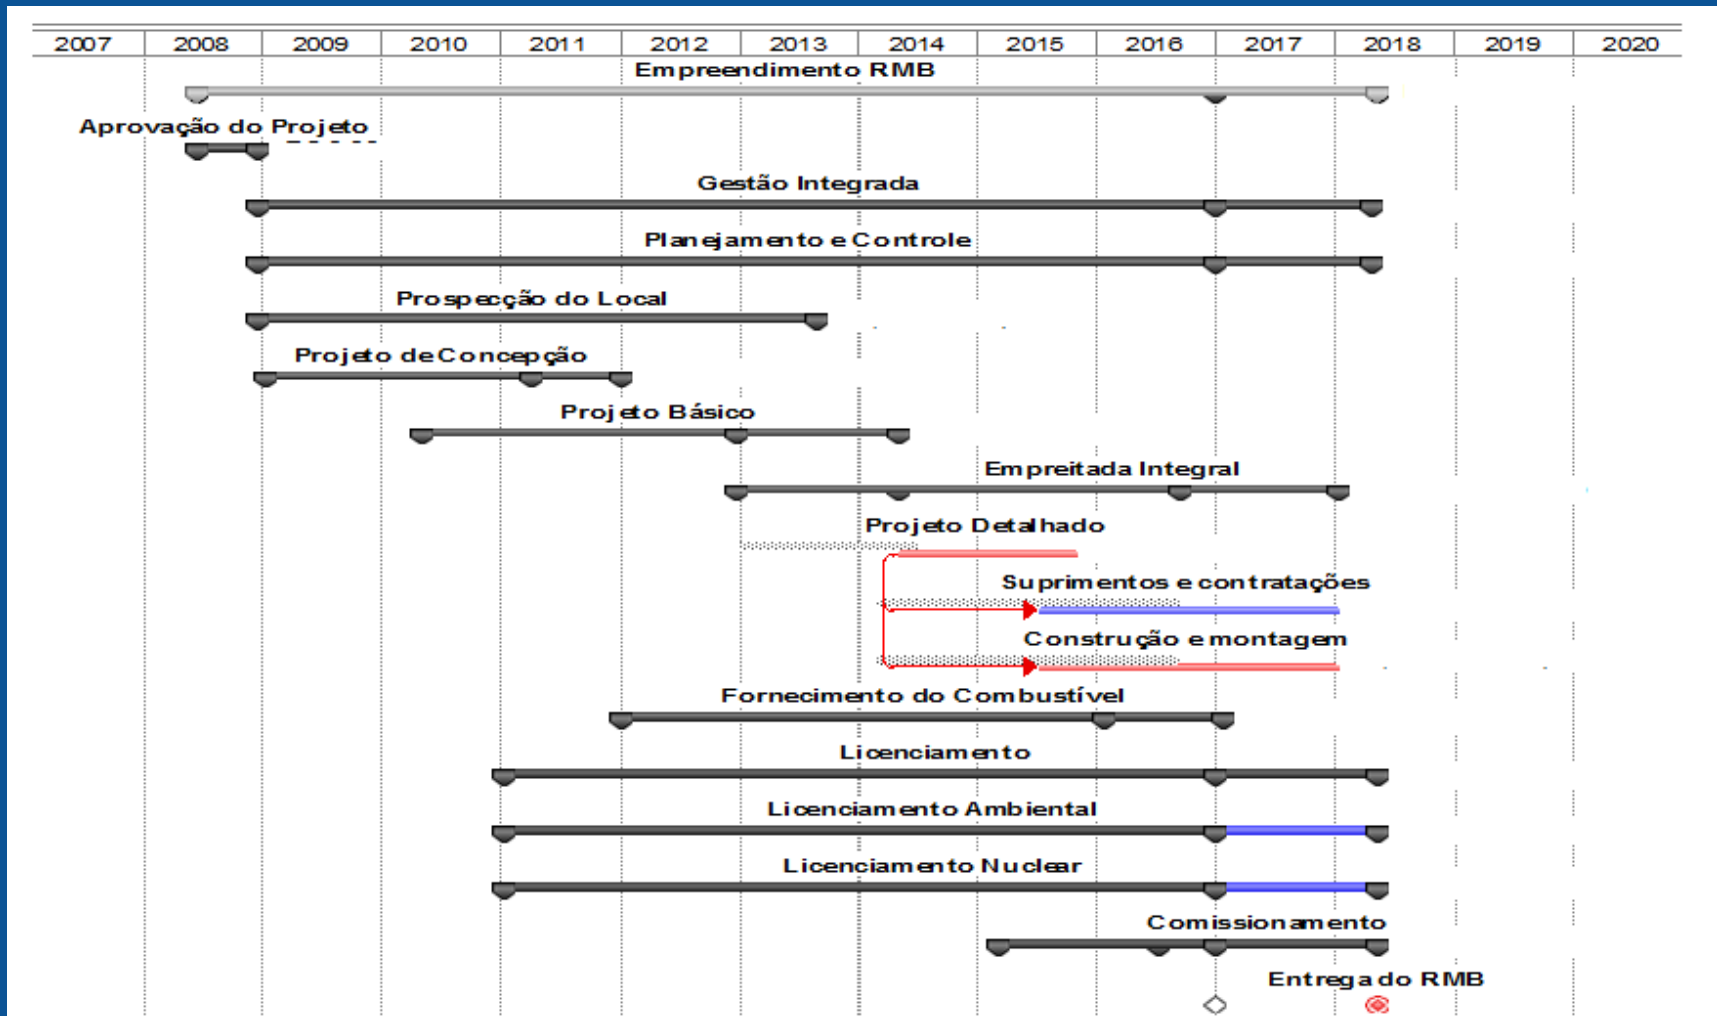 2007 2008 2009 2010 2011 2012 2013 2014 2015 2016 2017 2018 2019 2020
Empreendimento RMB
Aprovação do Projeto
Gestão Integrada
Planejamento e Controle
Prospecção do Local
Projeto de Concepção
Projeto Básico
Empreitada Integral
Projeto Detalhado
Suprimentos e contratações
Construção e montagem
Fornecimento do Combustível
Licenciamento
Licenciamento Ambiental
Licenciamento Nuclear
Comissionamento
Entrega do RMB